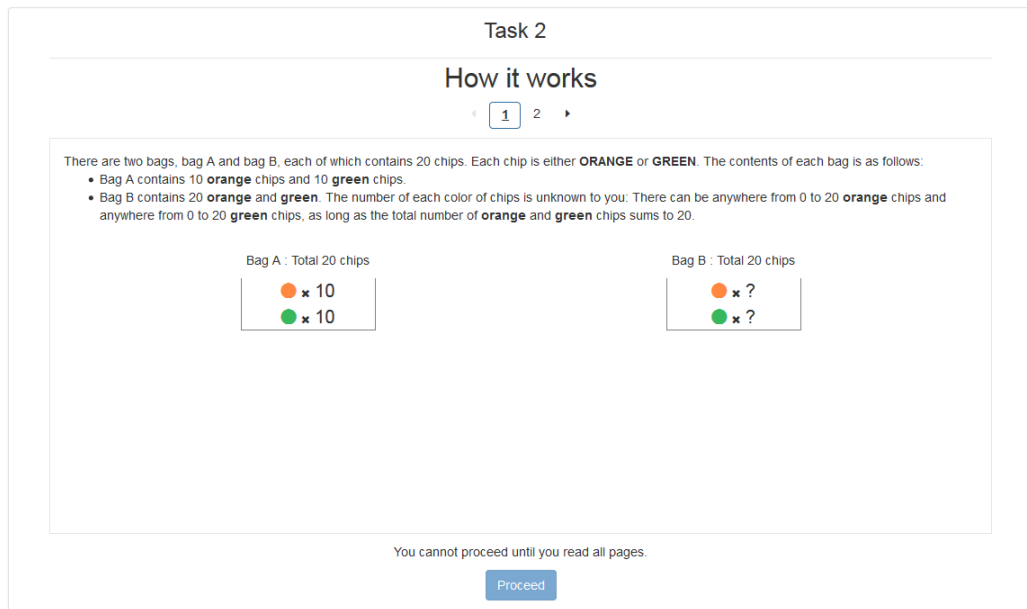 Task 2
How it works
1 2
There are two bags, bag A and bag B, each of which contains 20 chips. Each chip is either ORANGE or GREEN. The contents of each bag is as follows:
• Bag A contains 10 orange chips and 10 green chips.
• Bag B contains 20 orange and green. The number of each color of chips is unknown to you: There can be anywhere from 0 to 20 orange chips and
anywhere from 0 to 20 green chips, as long as the total number of orange and green chips sums to 20.
Bag A : Total 20 chips
× 10
× 10
Bag B : Total 20 chips
× ?
× ?
You cannot proceed until you read all pages.
Proceed